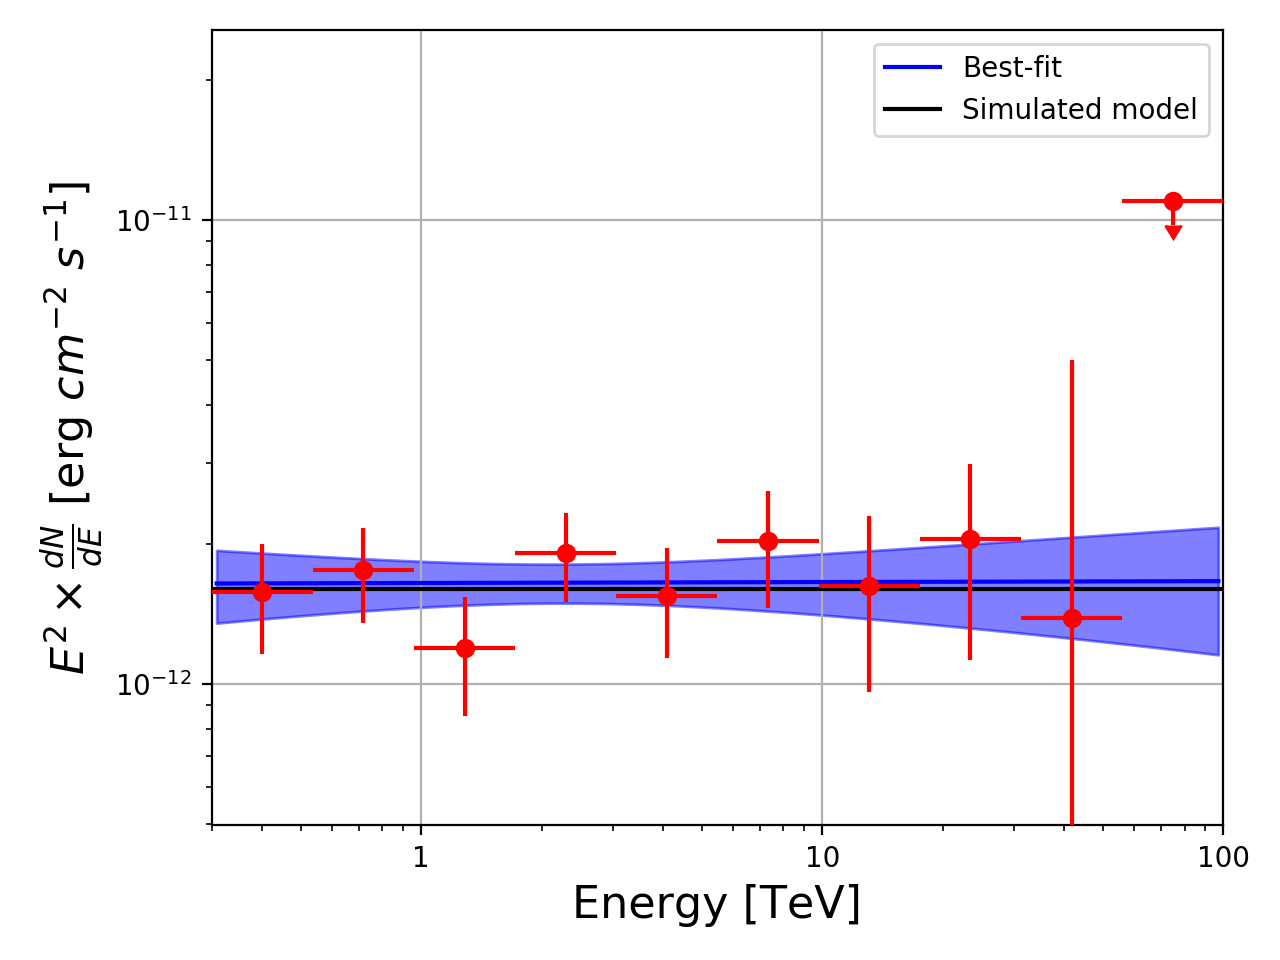 Best-fit
Simulated model
10⁻¹¹
10⁻¹²
E² × dN/dE [erg cm⁻² s⁻¹]
1
10
100
Energy [TeV]